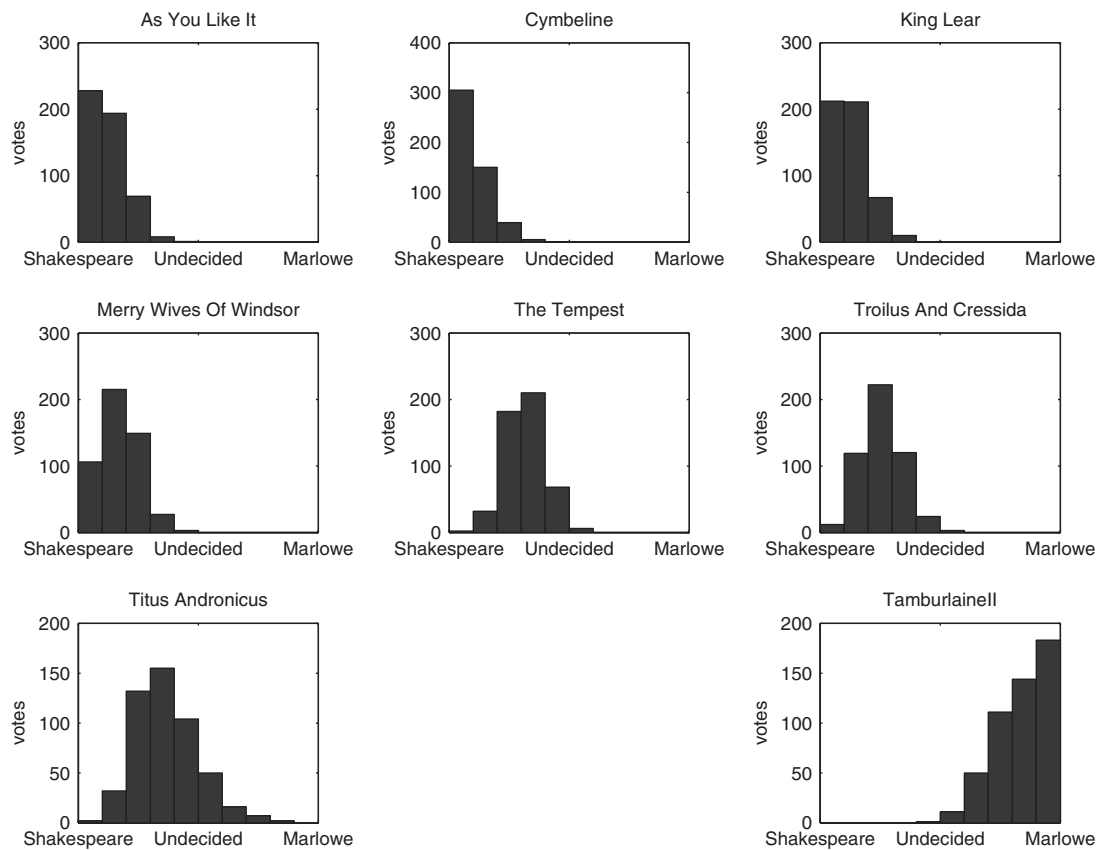 As You Like It
300
200
100
0
votes
Shakespeare Undecided Marlowe
Cymbeline
400
300
200
100
0
votes
Shakespeare Undecided Marlowe
King Lear
300
200
100
0
votes
Shakespeare Undecided Marlowe
Merry Wives Of Windsor
300
200
100
0
votes
Shakespeare Undecided Marlowe
The Tempest
300
200
100
0
votes
Shakespeare Undecided Marlowe
Troilus And Cressida
300
200
100
0
votes
Shakespeare Undecided Marlowe
Titus Andronicus
200
150
100
50
0
votes
Shakespeare Undecided Marlowe
TamburlaineII
200
150
100
50
0
votes
Shakespeare Undecided Marlowe